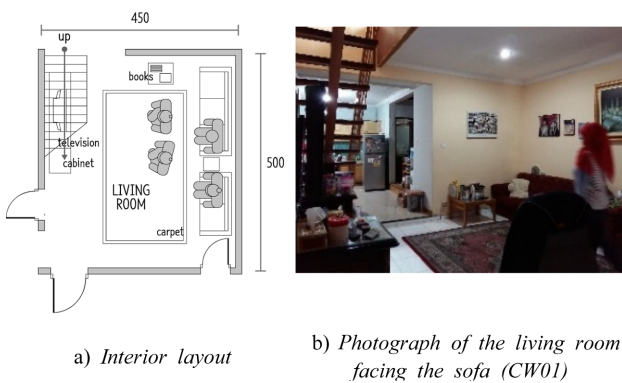 450
up
books
television
cabinet
500
LIVING
ROOM
carpet
a) Interior layout
b) Photograph of the living room
facing the sofa (CW01)